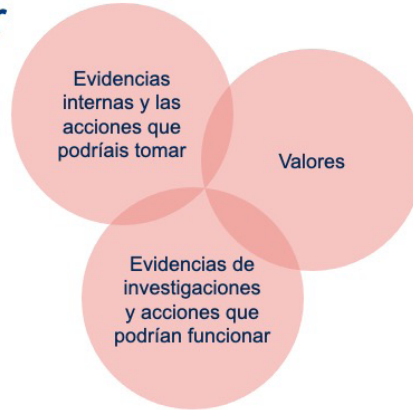 r
Evidencias
internas y las
acciones que
podríais tomar
Valores
Evidencias de
investigaciones
y acciones que
podrían funcionar